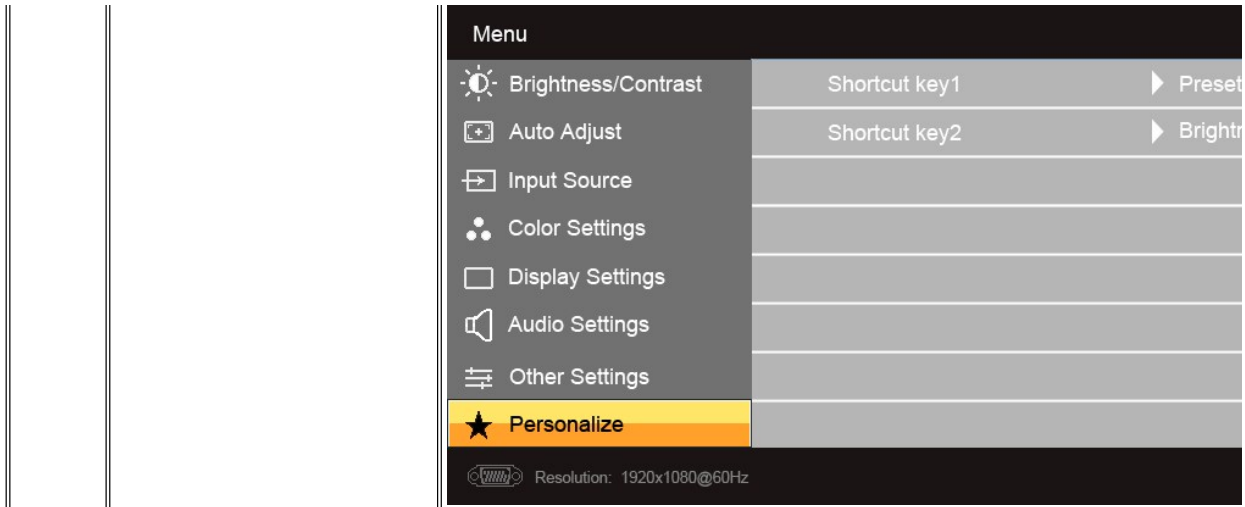 Menu
Brightness/Contrast Shortcut key1 Preset
Auto Adjust Shortcut key2
Input Source
Color Settings
Display Settings
Audio Settings
Other Settings
Personalize
Resolution: 1920x1080@60Hz